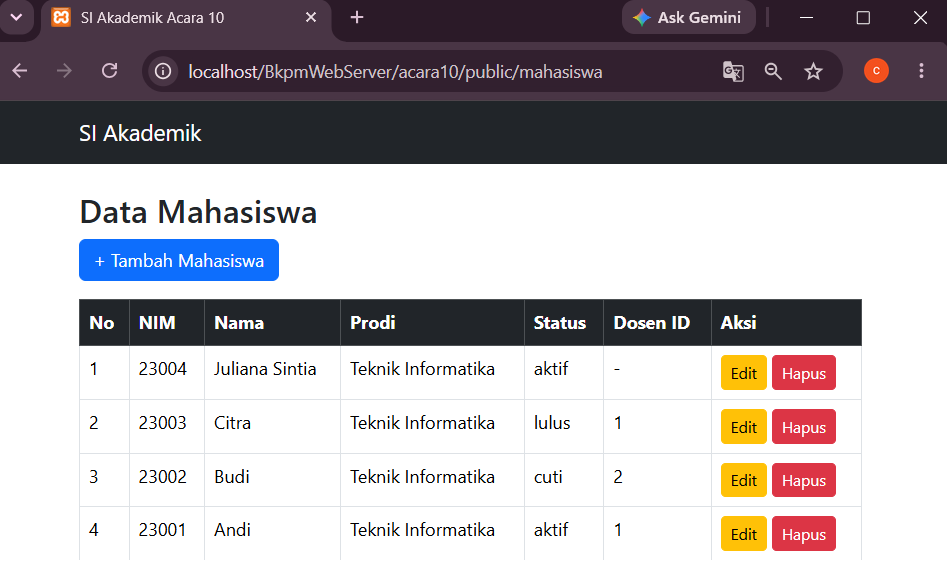 SI Akademik Acara 10
Ask Gemini
localhost/BkpmWebServer/acara10/public/mahasiswa
c
SI Akademik
Data Mahasiswa
+ Tambah Mahasiswa
No NIM Nama Prodi Status Dosen ID Aksi
1 23004 Juliana Sintia Teknik Informatika aktif - Edit Hapus
2 23003 Citra Teknik Informatika lulus 1 Edit Hapus
3 23002 Budi Teknik Informatika cuti 2 Edit Hapus
4 23001 Andi Teknik Informatika aktif 1 Edit Hapus